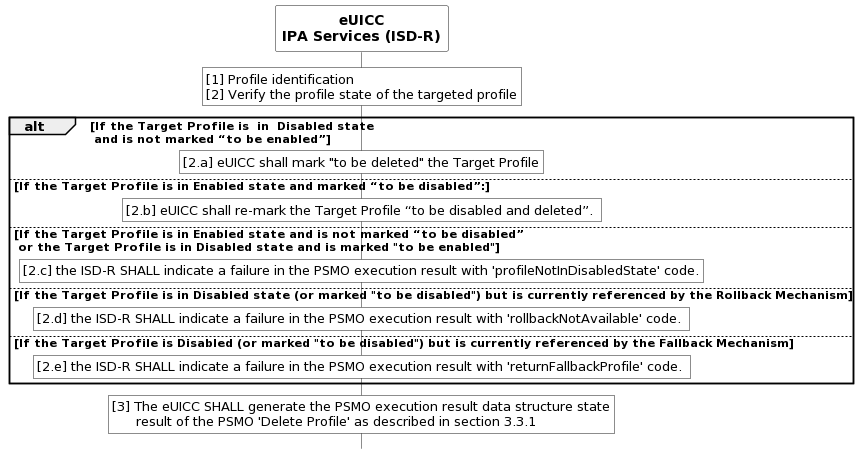 eUICC
IPA Services (ISD-R)
[1] Profile identification
[2] Verify the profile state of the targeted profile
alt
[If the Target Profile is in Disabled state
and is not marked “to be enabled”]
[2.a] eUICC shall mark "to be deleted" the Target Profile
[If the Target Profile is in Enabled state and marked “to be disabled”:]
[2.b] eUICC shall re-mark the Target Profile “to be disabled and deleted”.
[If the Target Profile is in Enabled state and is not marked “to be disabled”
or the Target Profile is in Disabled state and is marked "to be enabled"]
[2.c] the ISD-R SHALL indicate a failure in the PSMO execution result with 'profileNotInDisabledState' code.
[If the Target Profile is in Disabled state (or marked "to be disabled") but is currently referenced by the Rollback Mechanism]
[2.d] the ISD-R SHALL indicate a failure in the PSMO execution result with 'rollbackNotAvailable' code.
[If the Target Profile is Disabled (or marked "to be disabled") but is currently referenced by the Fallback Mechanism]
[2.e] the ISD-R SHALL indicate a failure in the PSMO execution result with 'returnFallbackProfile' code.
[3] The eUICC SHALL generate the PSMO execution result data structure state
result of the PSMO 'Delete Profile' as described in section 3.3.1